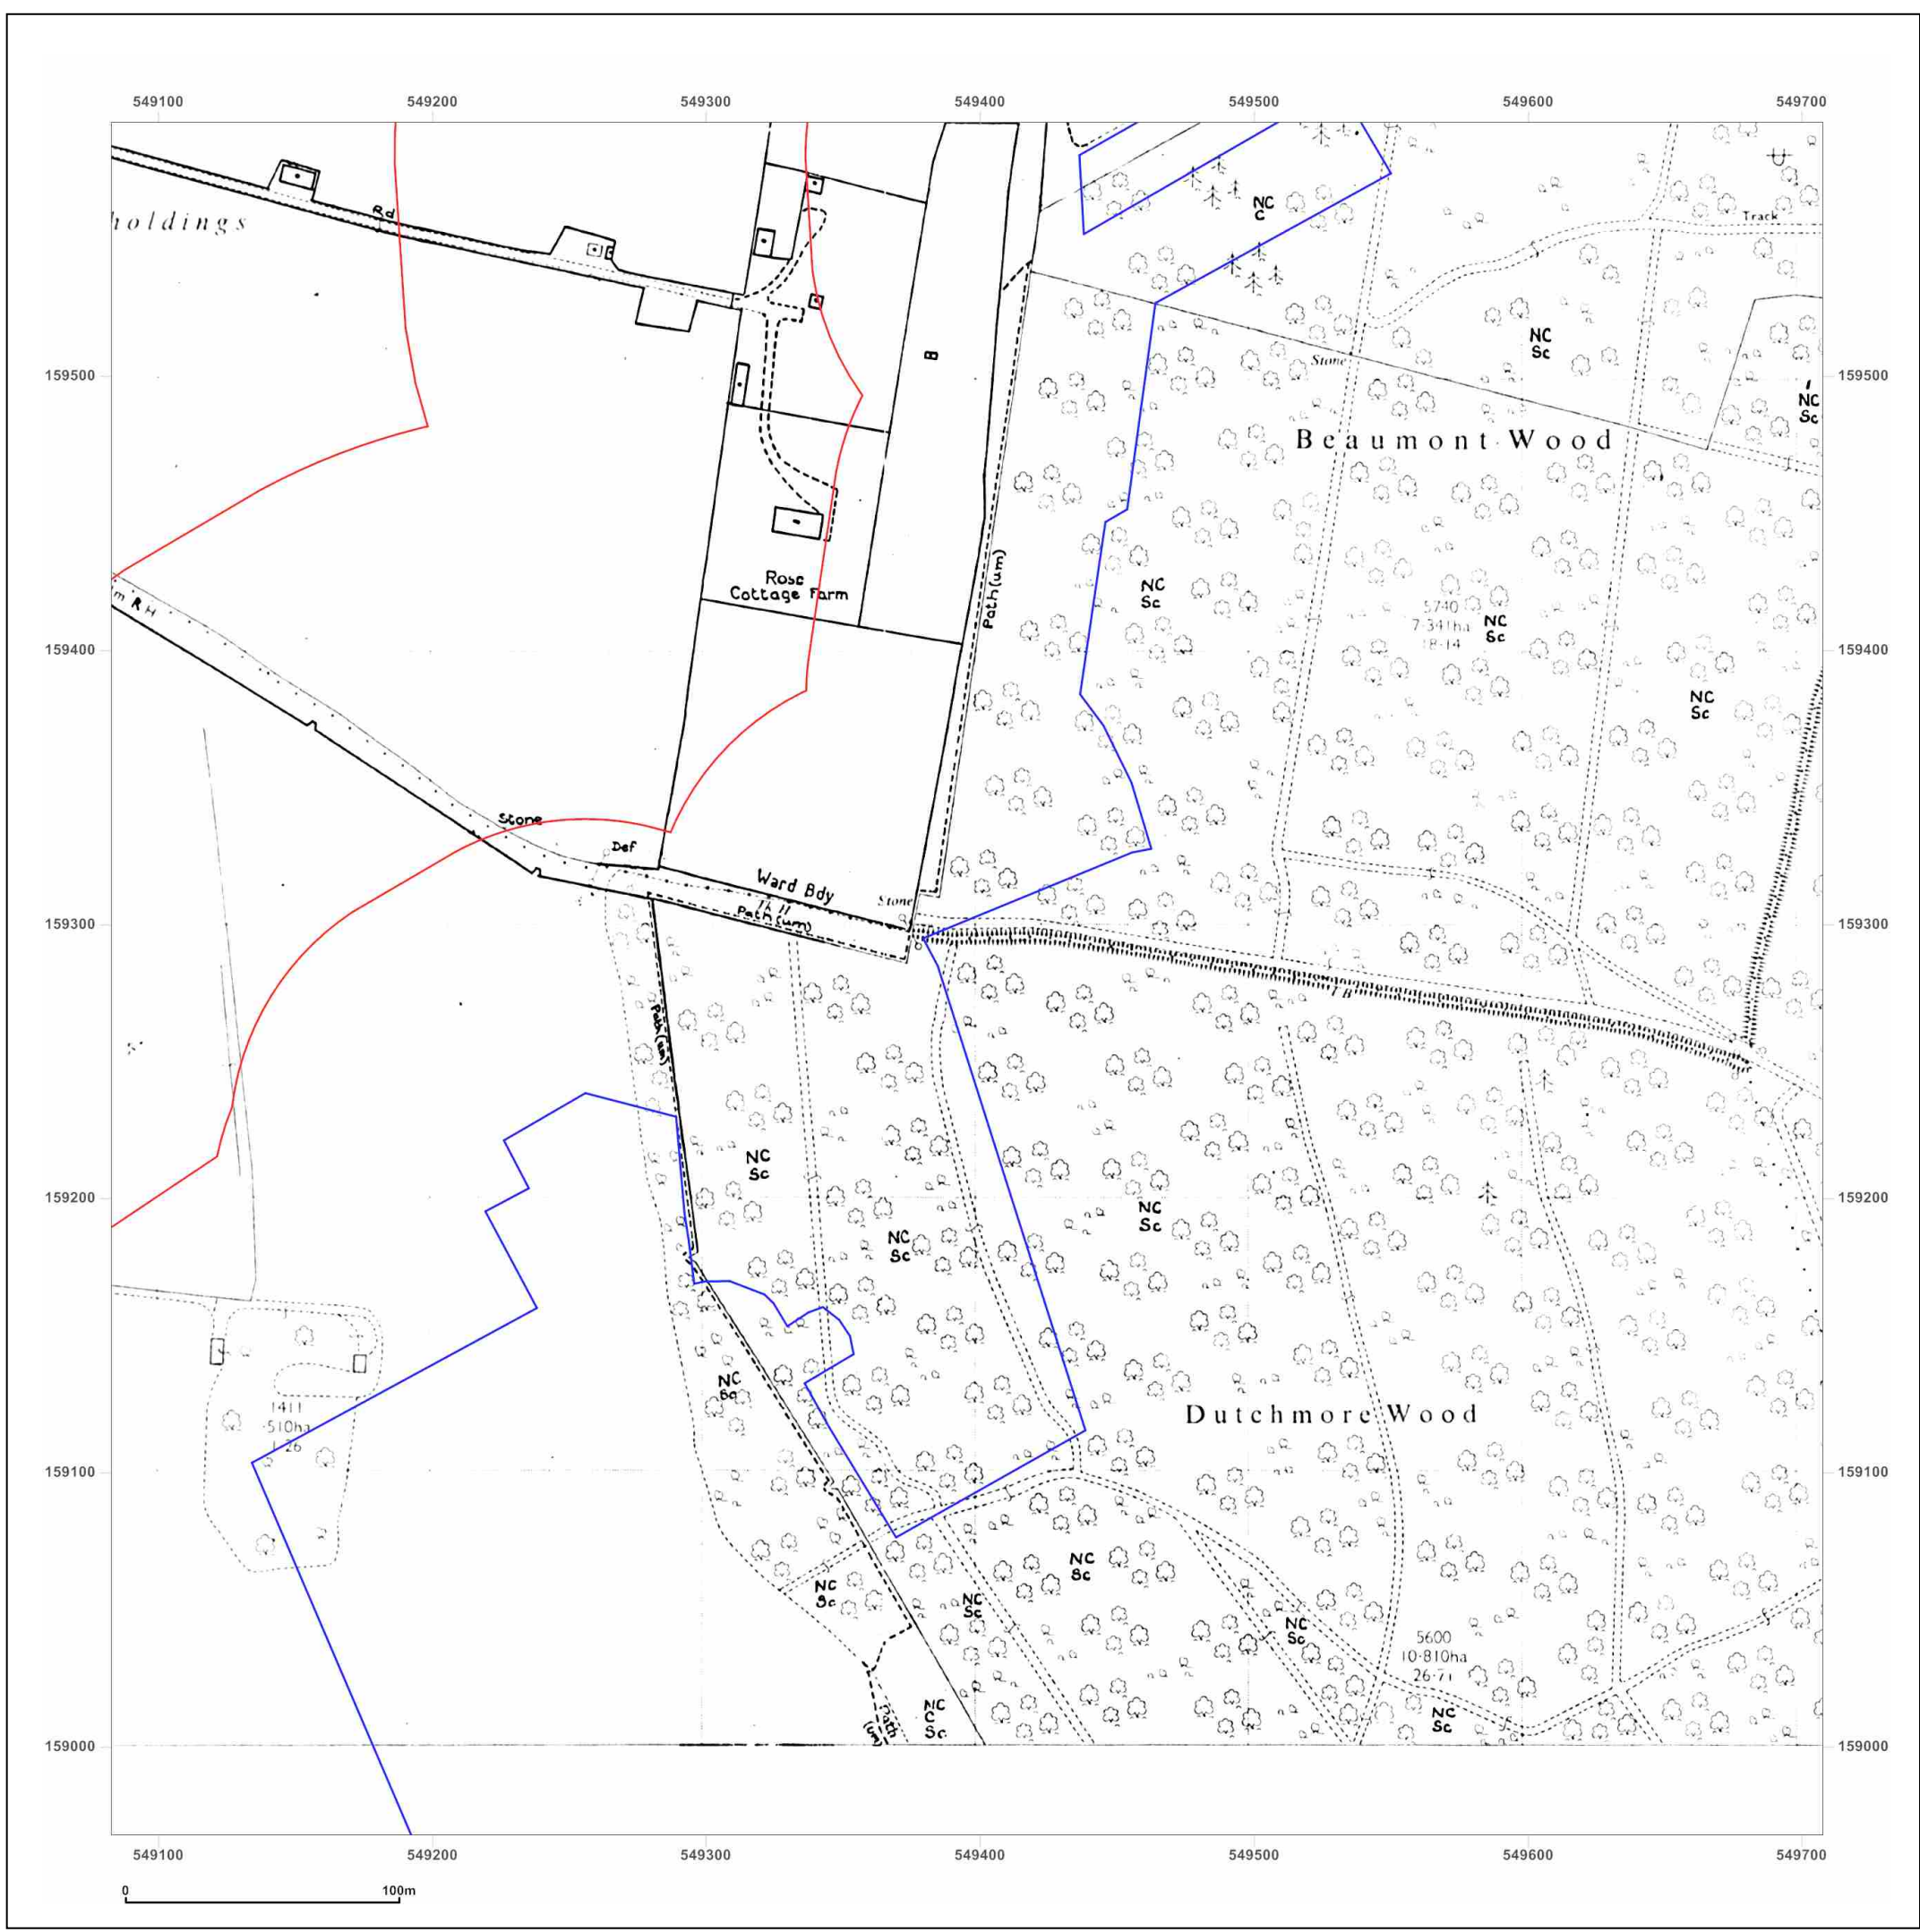 549100 549200 549300 549400 549500 549600 549700
holdings
Rd
NC
C
Track
NC
Sc
Stone
159500 159500
NC
Sc
Beaumont Wood
Path (um)
Rose
Cottage Farm
m RH
NC
Sc
5740
7·341ha
18·14
NC
Sc
159400 159400
NC
Sc
Stone
Def
Ward Bdy
Stone
Path (um)
159300 159300
Path (um)
NC
Sc
159200 159200
NC
Sc
NC
Sc
NC
1411
·510ha
1·26
Dutchmore Wood
159100 159100
NC
Sc
NC
Sc
NC
Sc
NC
Sc
5600
10·810ha
26·71
NC
C
Sc
Path
(um)
NC
Sc
159000 159000
549100 549200 549300 549400 549500 549600 549700
0 100m